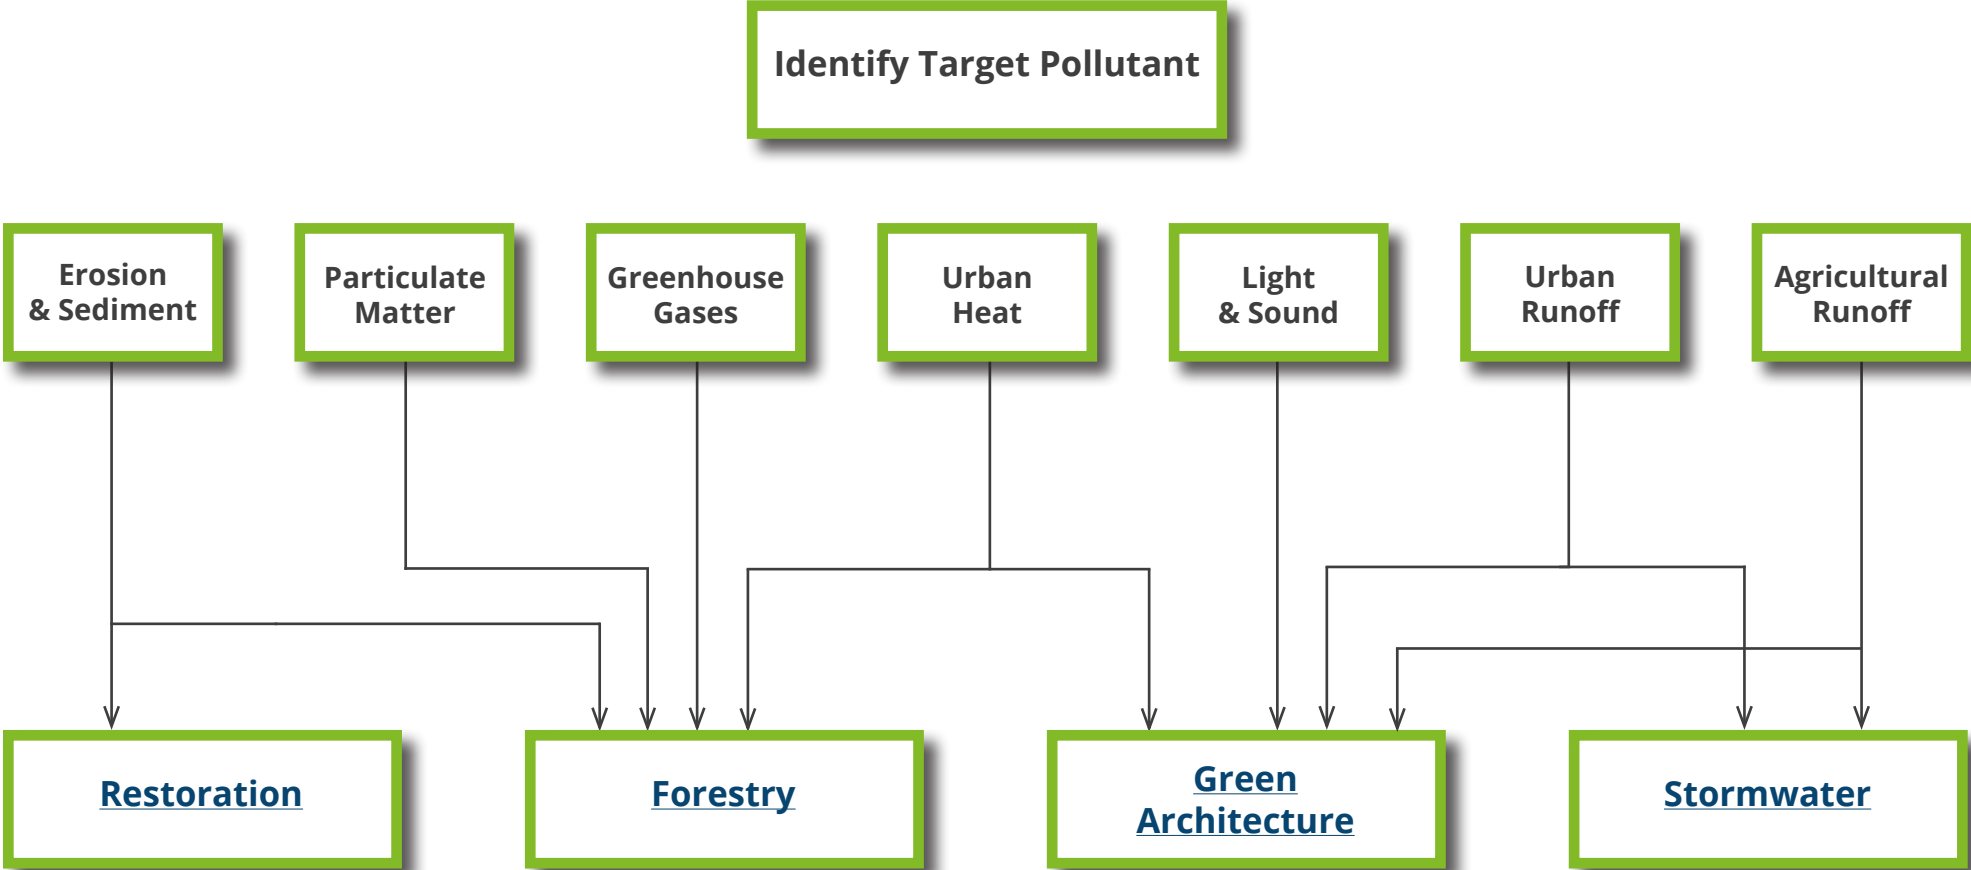 Identify Target Pollutant
Erosion
& Sediment
Particulate
Matter
Greenhouse
Gases
Urban
Heat
Light
& Sound
Urban
Runoff
Agricultural
Runoff
Restoration
Forestry
Green
Architecture
Stormwater